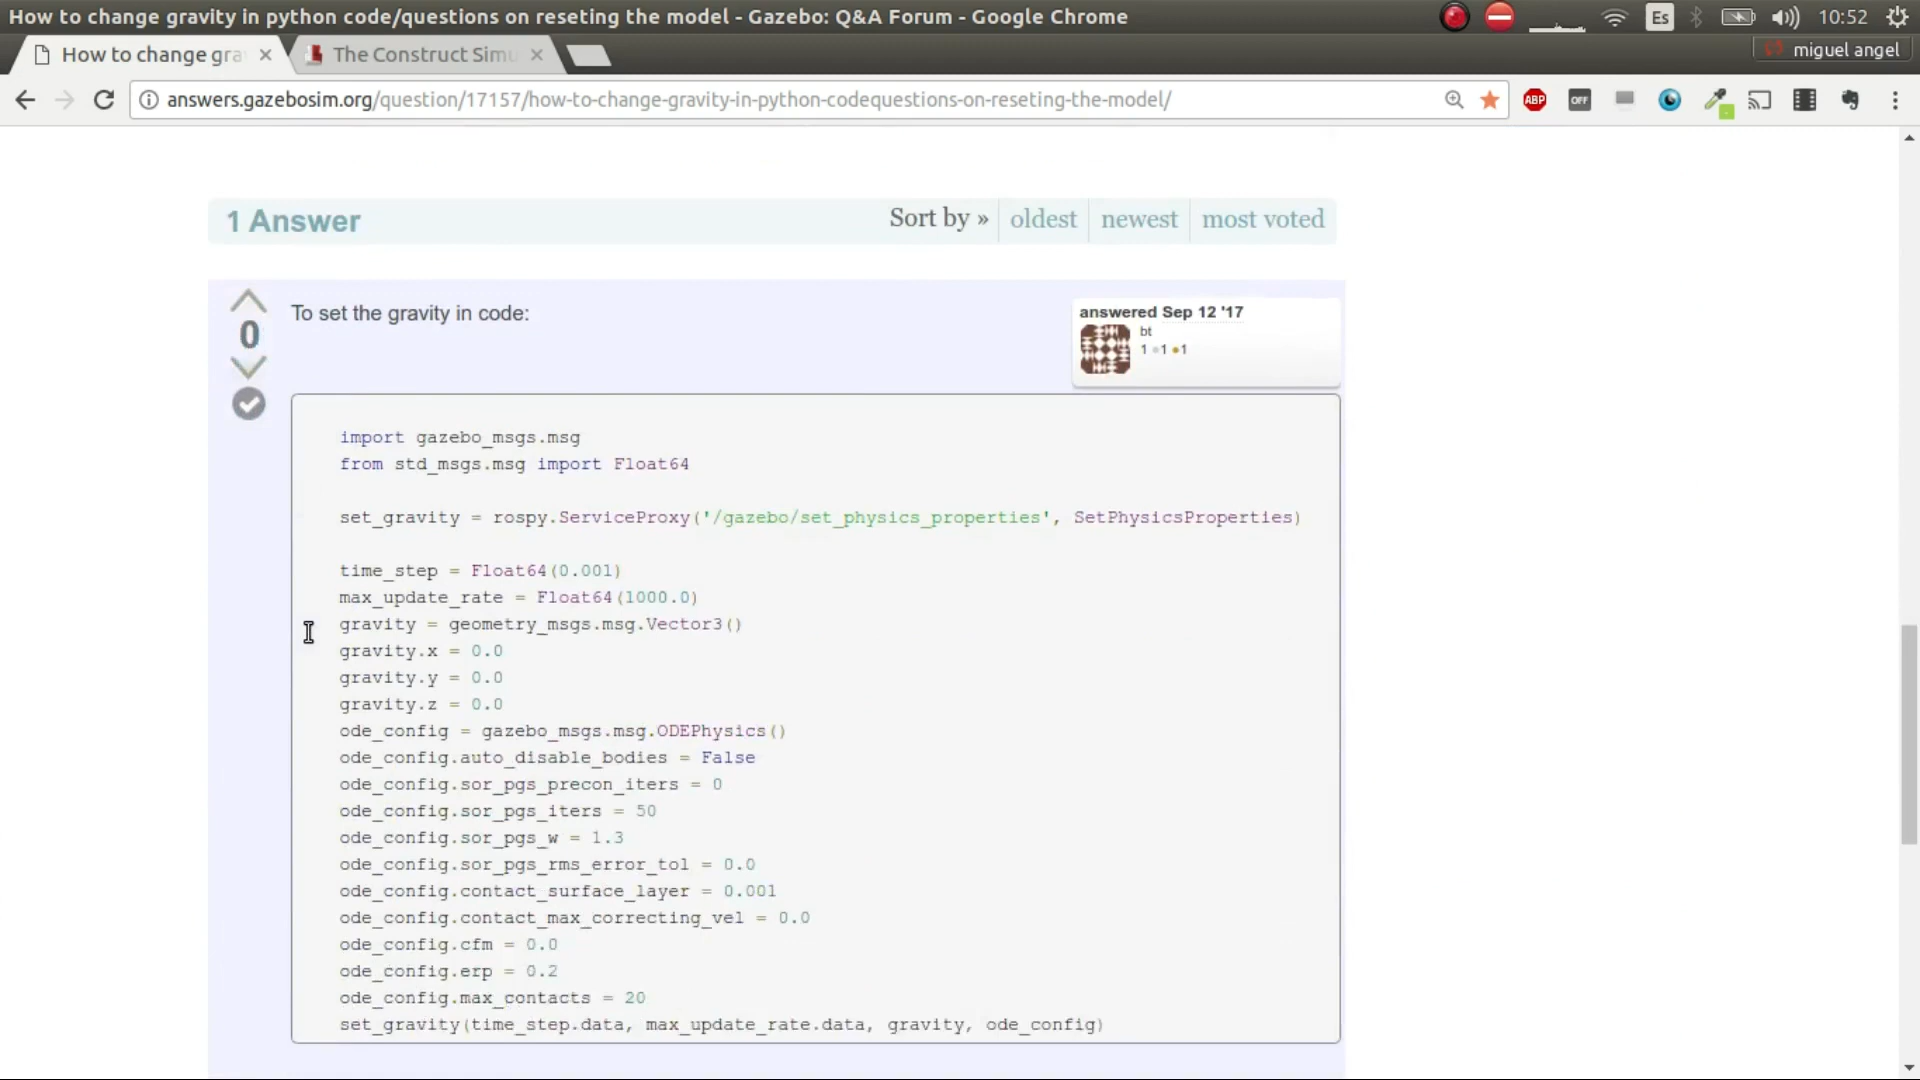 How to change gravity in python code/questions on reseting the model - Gazebo: Q&A Forum - Google Chrome
Es
10:52
How to change gra
The Construct Simu
miguel angel
answers.gazebosim.org/question/17157/how-to-change-gravity-in-python-codequestions-on-reseting-the-model/
ABP
OFF
1 Answer
Sort by »
oldest
newest
most voted
0
To set the gravity in code:
answered Sep 12 '17
bt
1 ●1 ●1
import gazebo_msgs.msg
from std_msgs.msg import Float64
set_gravity = rospy.ServiceProxy('/gazebo/set_physics_properties', SetPhysicsProperties)
time_step = Float64(0.001)
max_update_rate = Float64(1000.0)
gravity = geometry_msgs.msg.Vector3()
gravity.x = 0.0
gravity.y = 0.0
gravity.z = 0.0
ode_config = gazebo_msgs.msg.ODEPhysics()
ode_config.auto_disable_bodies = False
ode_config.sor_pgs_precon_iters = 0
ode_config.sor_pgs_iters = 50
ode_config.sor_pgs_w = 1.3
ode_config.sor_pgs_rms_error_tol = 0.0
ode_config.contact_surface_layer = 0.001
ode_config.contact_max_correcting_vel = 0.0
ode_config.cfm = 0.0
ode_config.erp = 0.2
ode_config.max_contacts = 20
set_gravity(time_step.data, max_update_rate.data, gravity, ode_config)